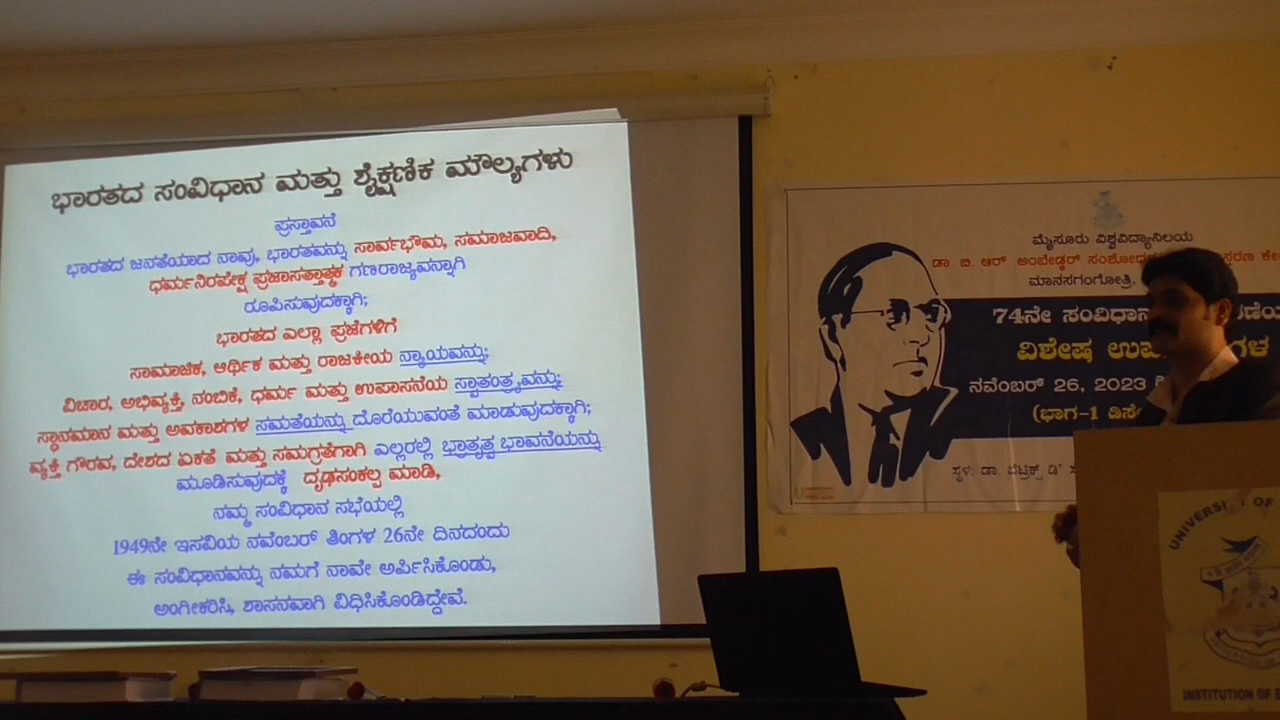 ಭಾರತದ ಸಂವಿಧಾನ ಮತ್ತು ಶೈಕ್ಷಣಿಕ ಮೌಲ್ಯಗಳು
ಪ್ರಸ್ತಾವನೆ
ಭಾರತದ ಜನತೆಯಾದ ನಾವು, ಭಾರತವನ್ನು ಸಾರ್ವಭೌಮ, ಸಮಾಜವಾದಿ,
ಧರ್ಮನಿರಪೇಕ್ಷ ಪ್ರಜಾಸತ್ತಾತ್ಮಕ ಗಣರಾಜ್ಯವನ್ನಾಗಿ
ರೂಪಿಸುವುದಕ್ಕಾಗಿ;
ಭಾರತದ ಎಲ್ಲಾ ಪ್ರಜೆಗಳಿಗೆ
ಸಾಮಾಜಿಕ, ಆರ್ಥಿಕ ಮತ್ತು ರಾಜಕೀಯ ನ್ಯಾಯವನ್ನು;
ವಿಚಾರ, ಅಭಿವ್ಯಕ್ತಿ, ನಂಬಿಕೆ, ಧರ್ಮ ಮತ್ತು ಉಪಾಸನೆಯ ಸ್ವಾತಂತ್ರ್ಯವನ್ನು;
ಸ್ಥಾನಮಾನ ಮತ್ತು ಅವಕಾಶಗಳ ಸಮತೆಯನ್ನು ದೊರೆಯುವಂತೆ ಮಾಡುವುದಕ್ಕಾಗಿ;
ವ್ಯಕ್ತಿ ಗೌರವ, ದೇಶದ ಏಕತೆ ಮತ್ತು ಸಮಗ್ರತೆಗಾಗಿ ಎಲ್ಲರಲ್ಲಿ ಭ್ರಾತೃತ್ವ ಭಾವನೆಯನ್ನು
ಮೂಡಿಸುವುದಕ್ಕೆ ದೃಢಸಂಕಲ್ಪ ಮಾಡಿ,
ನಮ್ಮ ಸಂವಿಧಾನ ಸಭೆಯಲ್ಲಿ
1949ನೇ ಇಸವಿಯ ನವೆಂಬರ್ ತಿಂಗಳ 26ನೇ ದಿನದಂದು
ಈ ಸಂವಿಧಾನವನ್ನು ನಮಗೆ ನಾವೇ ಅರ್ಪಿಸಿಕೊಂಡು,
ಅಂಗೀಕರಿಸಿ, ಶಾಸನವಾಗಿ ವಿಧಿಸಿಕೊಂಡಿದ್ದೇವೆ.
ಮೈಸೂರು ವಿಶ್ವವಿದ್ಯಾನಿಲಯ
ಡಾ. ಬಿ. ಆರ್ ಅಂಬೇಡ್ಕರ್
ಮಾನಸಗಂಗೋತ್ರಿ,
74ನೇ ಸಂವಿಧಾನ
ವಿಶೇಷ
ನವೆಂಬರ್ 26, 2023
(ಭಾಗ-1
ಸ್ಥಳ: ಡಾ.
UNIVERSITY OF
INSTITUTION OF